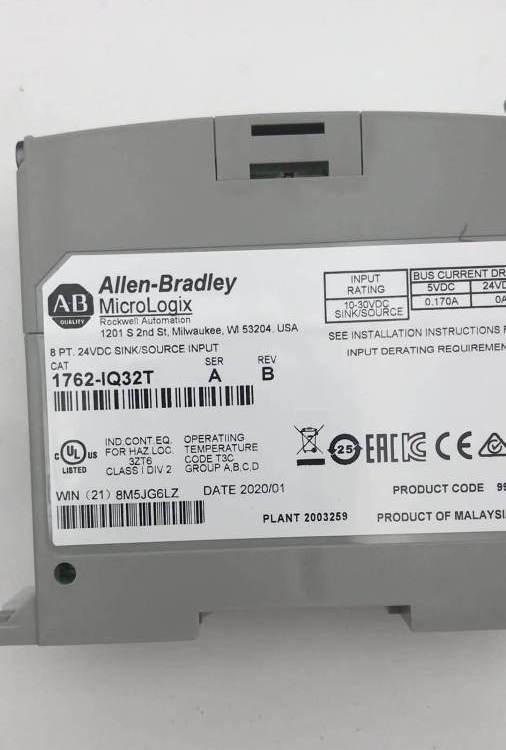 AB
QUALITY
Allen-Bradley
MicroLogix
Rockwell Automation
1201 S 2nd St, Milwaukee, WI 53204, USA
8 PT. 24VDC SINK/SOURCE INPUT
CAT SER REV
1762-IQ32T A B
INPUT
RATING
10-30VDC
SINK/SOURCE
BUS CURRENT DR
5VDC 24V
0.170A 0A
SEE INSTALLATION INSTRUCTIONS F
INPUT DERATING REQUIREMEN
c UL us
LISTED
IND.CONT.EQ.
FOR HAZ.LOC.
3ZT6
CLASS I DIV 2
OPERATIING
TEMPERATURE
CODE T3C
GROUP A,B,C,D
25 EAC CE
WIN (21) 8M5JG6LZ DATE 2020/01
PLANT 2003259
PRODUCT CODE 99
PRODUCT OF MALAYSIA